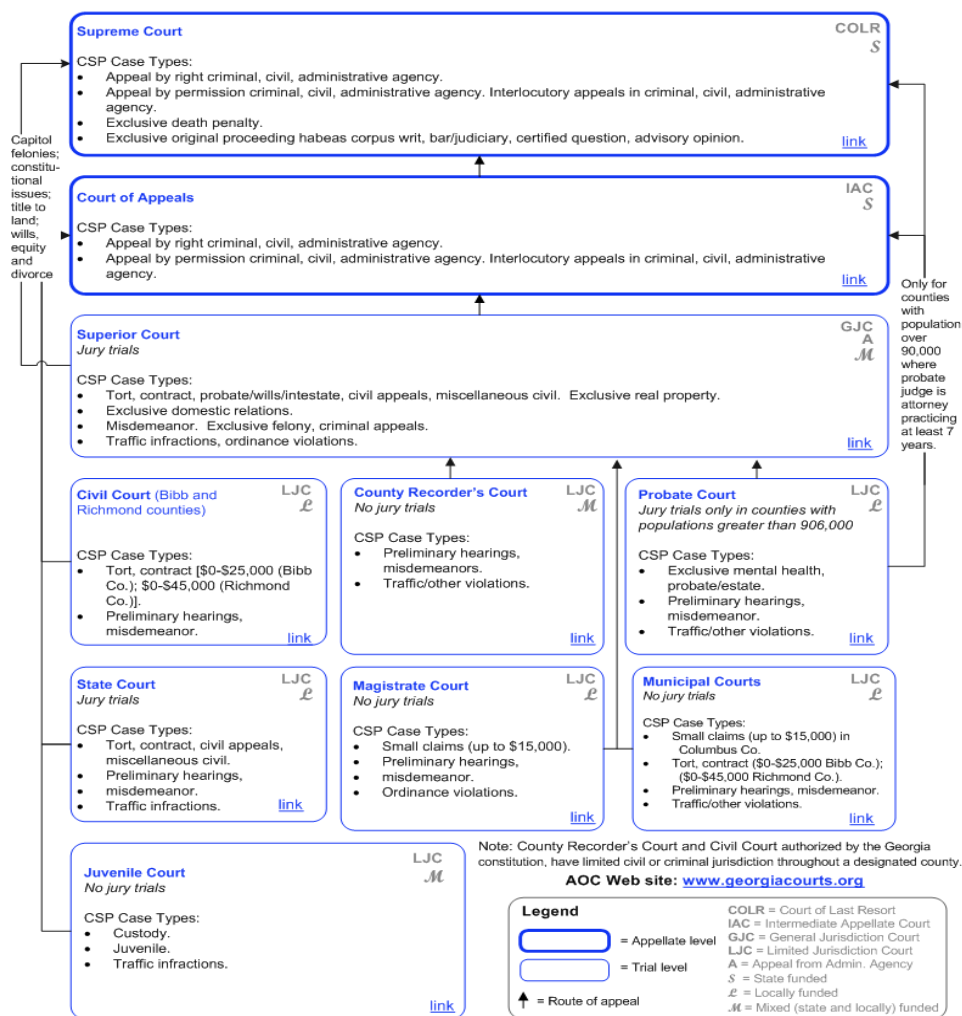 Supreme Court
COLR
S
CSP Case Types:
• Appeal by right criminal, civil, administrative agency.
• Appeal by permission criminal, civil, administrative agency. Interlocutory appeals in criminal, civil, administrative
agency.
• Exclusive death penalty.
• Exclusive original proceeding habeas corpus writ, bar/judiciary, certified question, advisory opinion.
link
Capitol
felonies;
constitu-
tional
issues;
title to
land;
wills,
equity
and
divorce
Court of Appeals
IAC
S
CSP Case Types:
• Appeal by right criminal, civil, administrative agency.
• Appeal by permission criminal, civil, administrative agency. Interlocutory appeals in criminal, civil, administrative
agency.
link
Only for
counties
with
population
over
90,000
where
probate
judge is
attorney
practicing
at least 7
years.
Superior Court
Jury trials
GJC
A
M
CSP Case Types:
• Tort, contract, probate/wills/intestate, civil appeals, miscellaneous civil. Exclusive real property.
• Exclusive domestic relations.
• Misdemeanor. Exclusive felony, criminal appeals.
• Traffic infractions, ordinance violations.
link
Civil Court (Bibb and
Richmond counties)
LJC
L
CSP Case Types:
• Tort, contract [$0-$25,000 (Bibb
Co.); $0-$45,000 (Richmond
Co.)].
• Preliminary hearings,
misdemeanor.
link
County Recorder's Court
No jury trials
LJC
M
CSP Case Types:
• Preliminary hearings,
misdemeanors.
• Traffic/other violations.
link
Probate Court
Jury trials only in counties with
populations greater than 906,000
LJC
L
CSP Case Types:
• Exclusive mental health,
probate/estate.
• Preliminary hearings,
misdemeanor.
• Traffic/other violations.
link
State Court
Jury trials
LJC
L
CSP Case Types:
• Tort, contract, civil appeals,
miscellaneous civil.
• Preliminary hearings,
• misdemeanor.
• Traffic infractions.
link
Magistrate Court
No jury trials
LJC
L
CSP Case Types:
• Small claims (up to $15,000).
• Preliminary hearings,
• misdemeanor.
• Ordinance violations.
link
Municipal Courts
No jury trials
LJC
L
CSP Case Types:
• Small claims (up to $15,000) in
Columbus Co.
• Tort, contract ($0-$25,000 Bibb Co.);
($0-$45,000 Richmond Co.).
• Preliminary hearings, misdemeanor.
• Traffic/other violations.
link
Juvenile Court
No jury trials
LJC
M
CSP Case Types:
• Custody.
• Juvenile.
• Traffic infractions.
link
Note: County Recorder's Court and Civil Court authorized by the Georgia
constitution, have limited civil or criminal jurisdiction throughout a designated county.
AOC Web site: www.georgiacourts.org
Legend
= Appellate level
= Trial level
= Route of appeal
COLR = Court of Last Resort
IAC = Intermediate Appellate Court
GJC = General Jurisdiction Court
LJC = Limited Jurisdiction Court
A = Appeal from Admin. Agency
S = State funded
L = Locally funded
M = Mixed (state and locally) funded